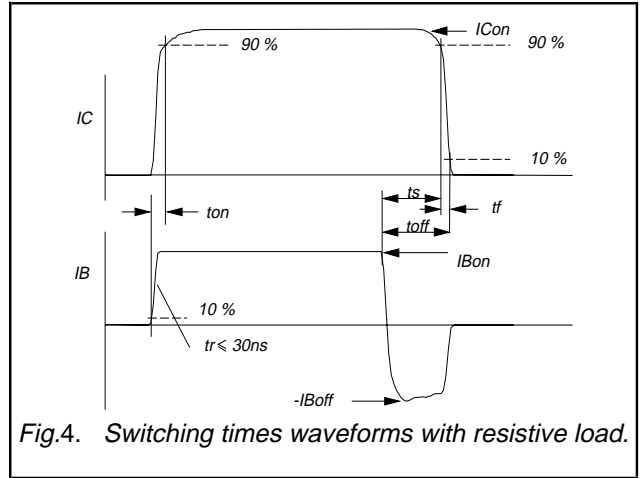 ICon
90 %
90 %
IC
10 %
ts
ton
tf
toff
IB
IBon
10 %
tr ⩽ 30ns
-IBoff
Fig.4. Switching times waveforms with resistive load.